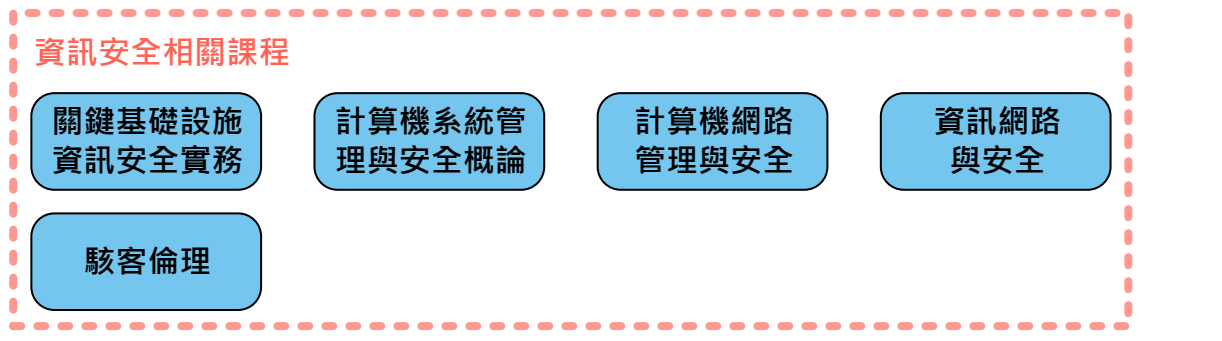 資訊安全相關課程
關鍵基礎設施
資訊安全實務
計算機系統管
理與安全概論
計算機網路
管理與安全
資訊網路
與安全
駭客倫理